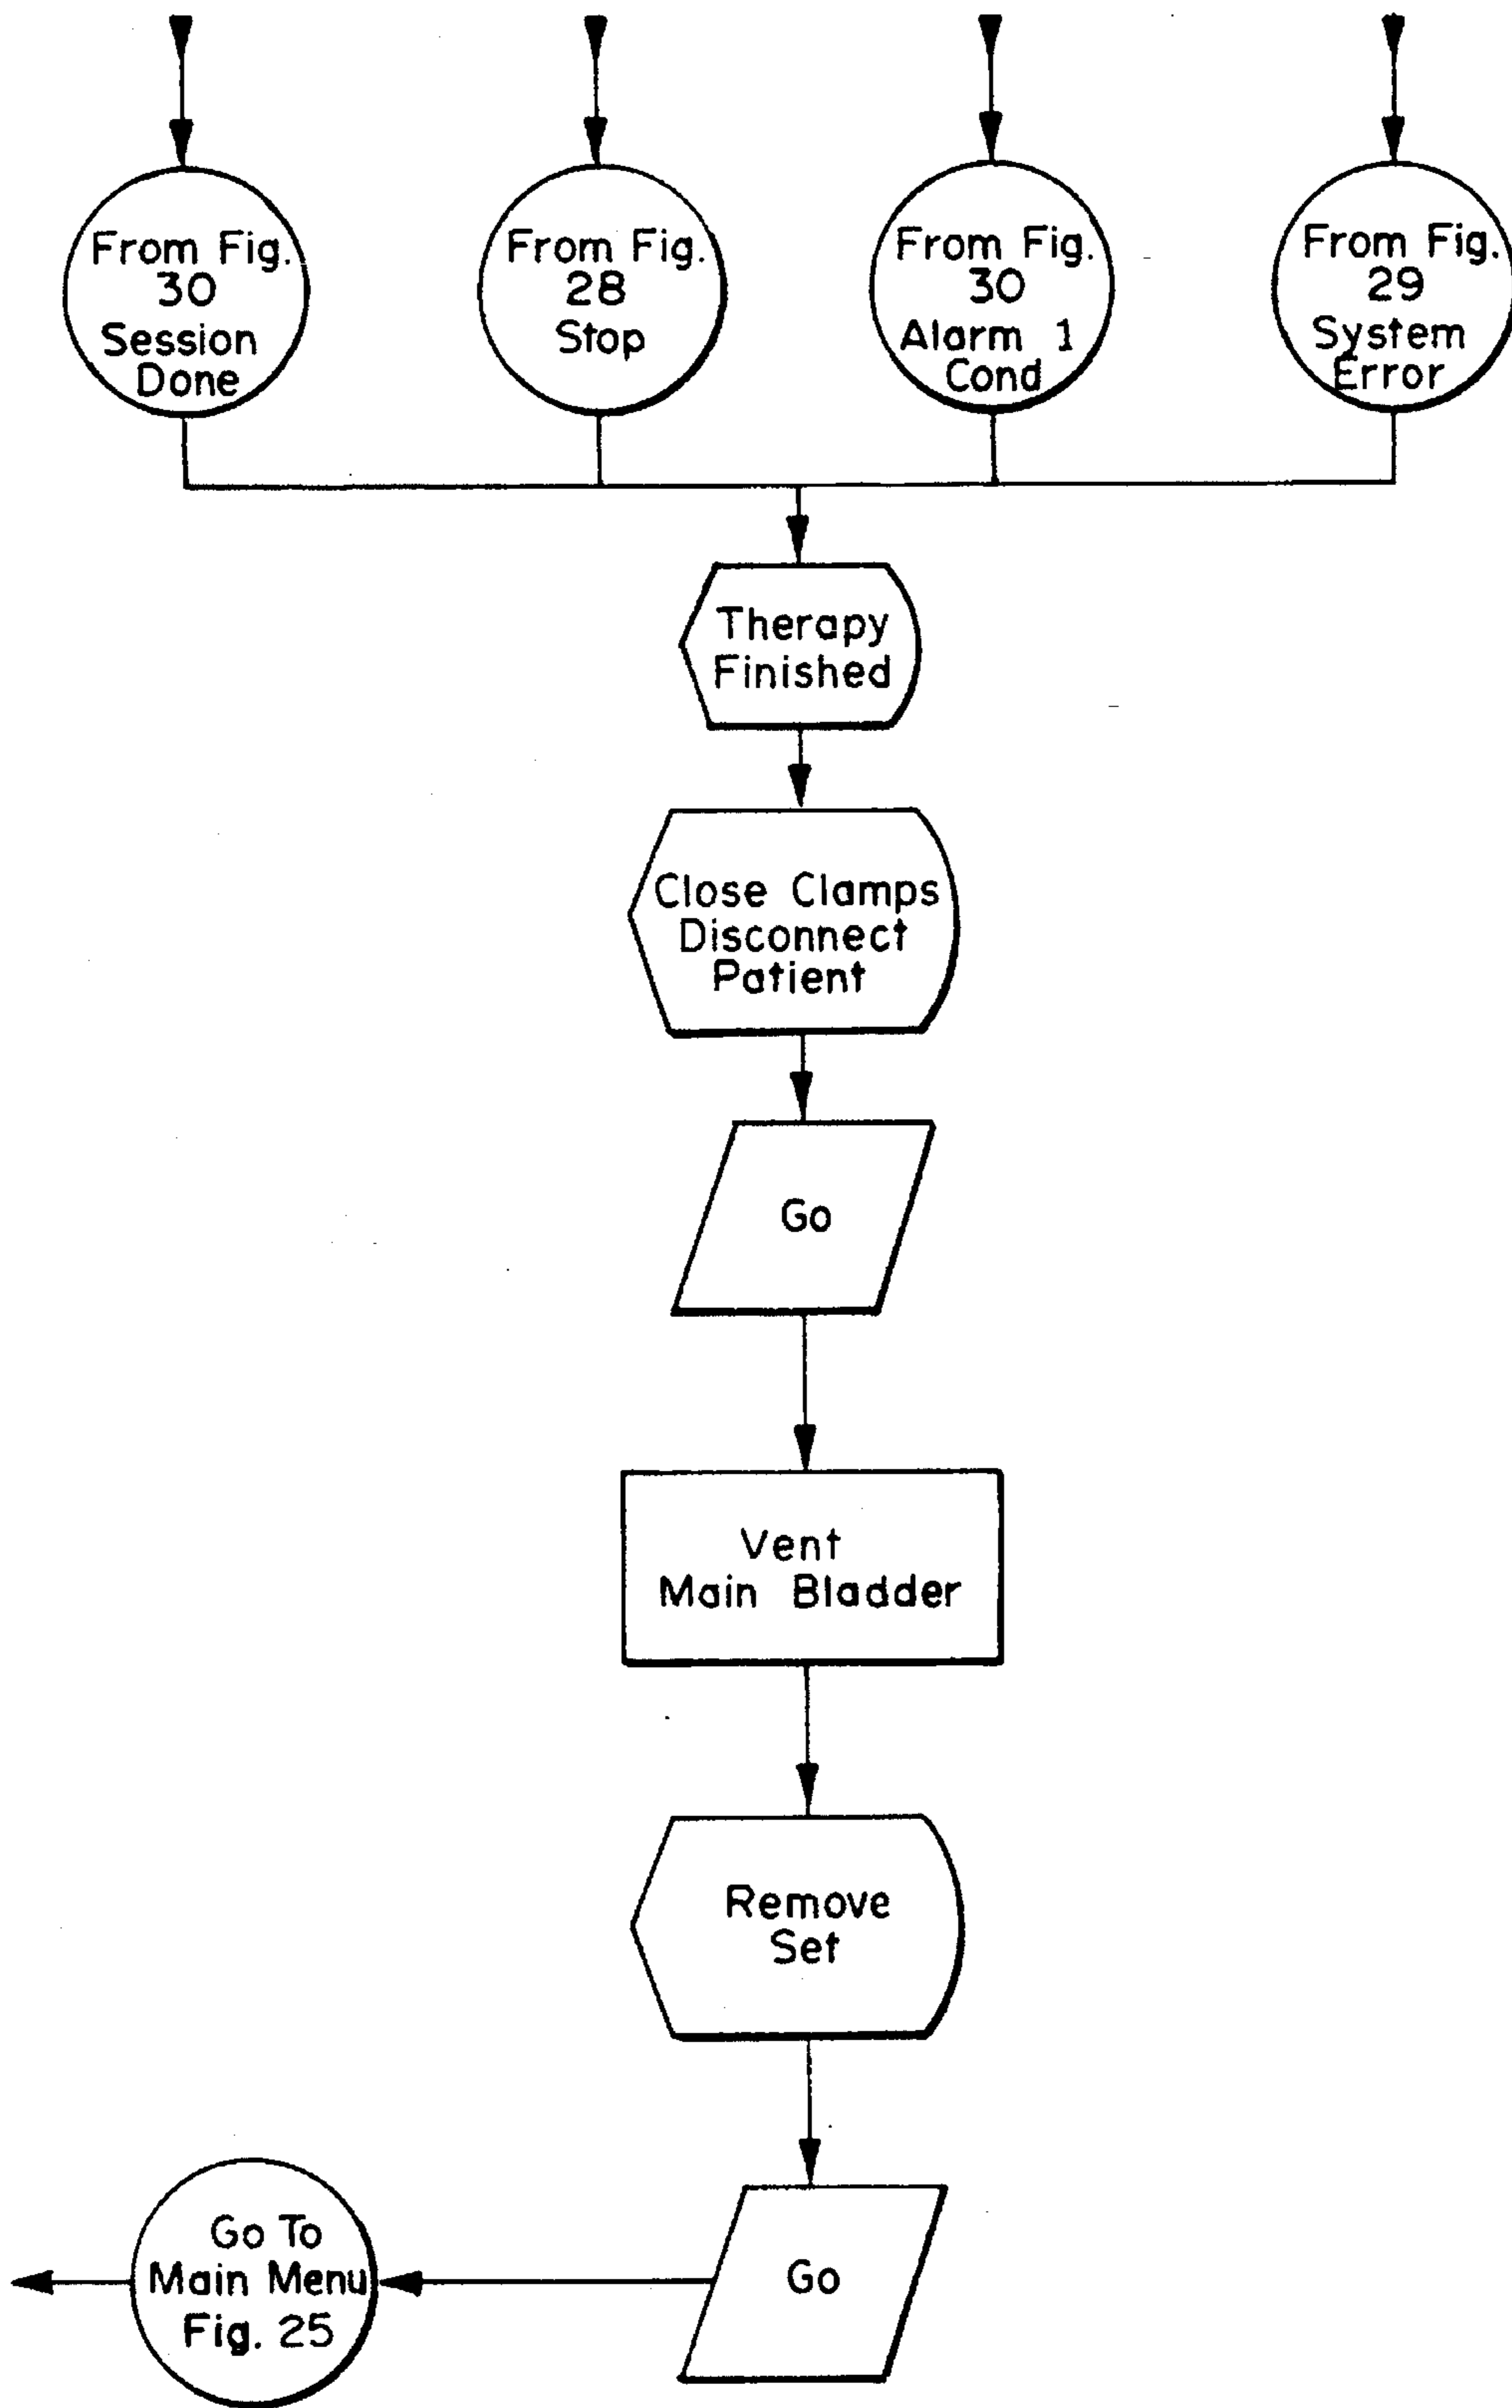 From Fig.
30
Session
Done
From Fig.
28
Stop
From Fig.
30
Alarm 1
Cond
From Fig.
29
System
Error
Therapy
Finished
Close Clamps
Disconnect
Patient
Go
Vent
Main Bladder
Remove
Set
Go
Go To
Main Menu
Fig. 25